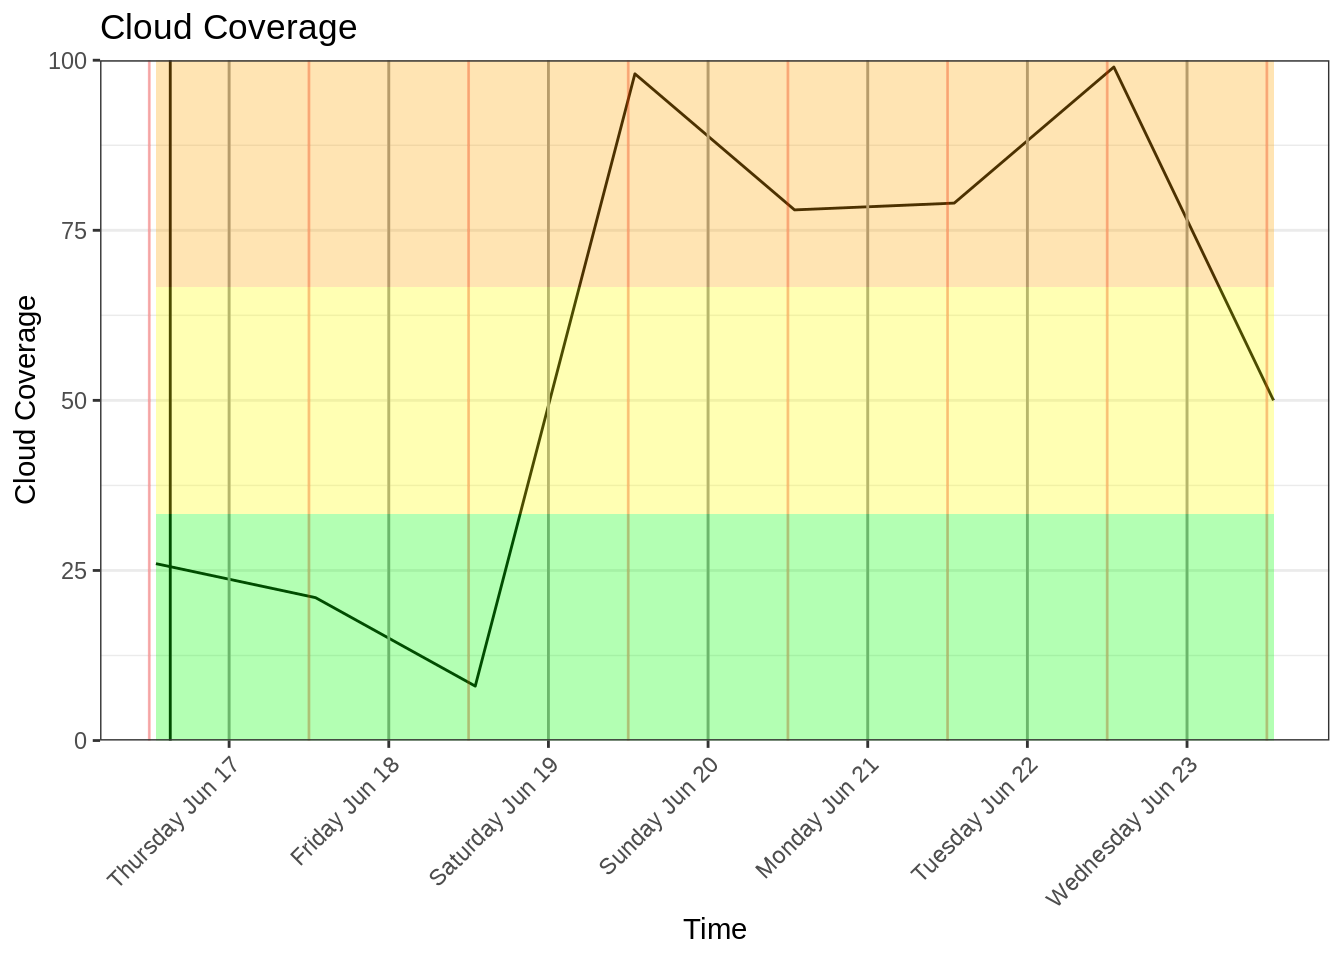 Cloud Coverage
100
75
50
25
0
Cloud Coverage
Thursday Jun 17
Friday Jun 18
Saturday Jun 19
Sunday Jun 20
Monday Jun 21
Tuesday Jun 22
Wednesday Jun 23
Time